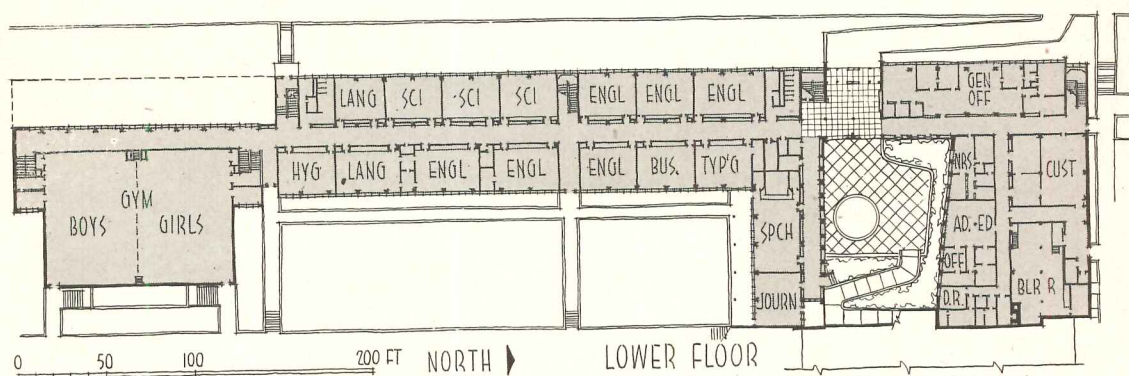 LANG SCI SCI SCI ENGL ENGL ENGL GEN OFF
HYG LANG ENGL ENGL ENGL BUS. TYP'G NRS CUST
GYM
BOYS GIRLS
SPCH AD.-ED
OFF
JOURN D.R. BLR R
0 50 100 200 FT NORTH LOWER FLOOR